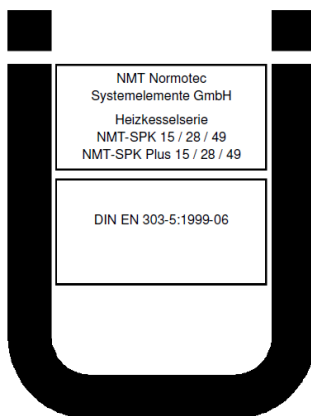 NMT Normotec
Systemelemente GmbH
Heizkesselserie
NMT-SPK 15 / 28 / 49
NMT-SPK Plus 15 / 28 / 49
DIN EN 303-5:1999-06